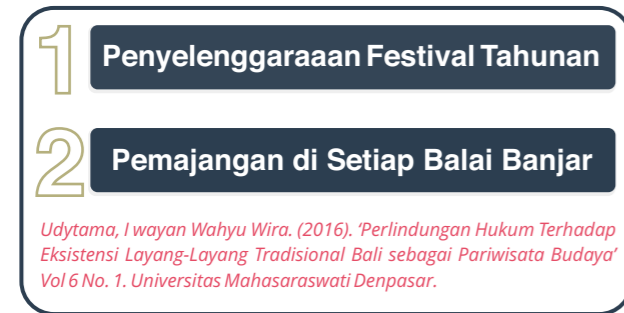 1 Penyelenggaraaan Festival Tahunan
2 Pemajangan di Setiap Balai Banjar
Udytama, I wayan Wahyu Wira. (2016). ‘Perlindungan Hukum Terhadap
Eksistensi Layang-Layang Tradisional Bali sebagai Pariwisata Budaya’
Vol 6 No. 1. Universitas Mahasaraswati Denpasar.